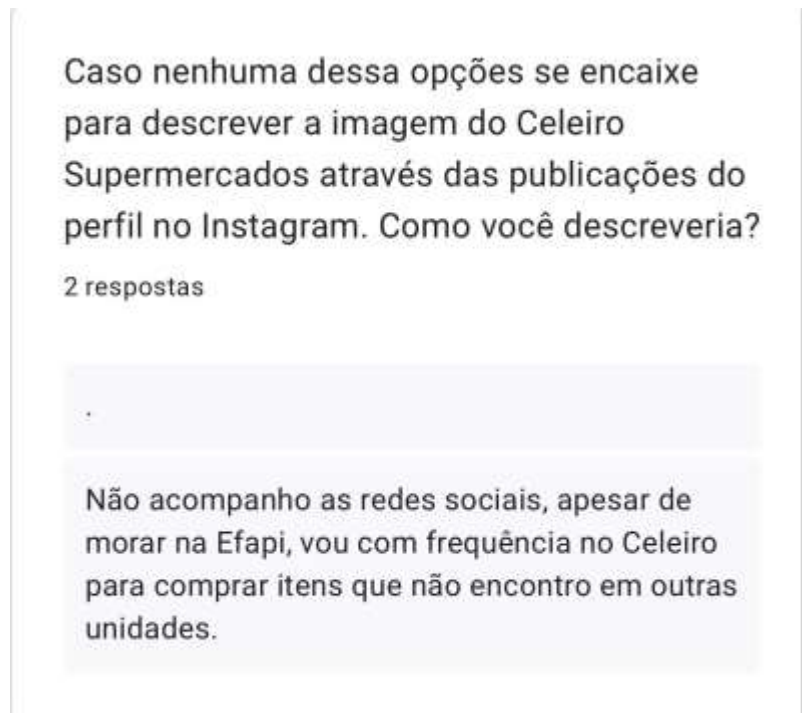 Caso nenhuma dessa opções se encaixe
para descrever a imagem do Celeiro
Supermercados através das publicações do
perfil no Instagram. Como você descreveria?
2 respostas
.
Não acompanho as redes sociais, apesar de
morar na Efapi, vou com frequência no Celeiro
para comprar itens que não encontro em outras
unidades.